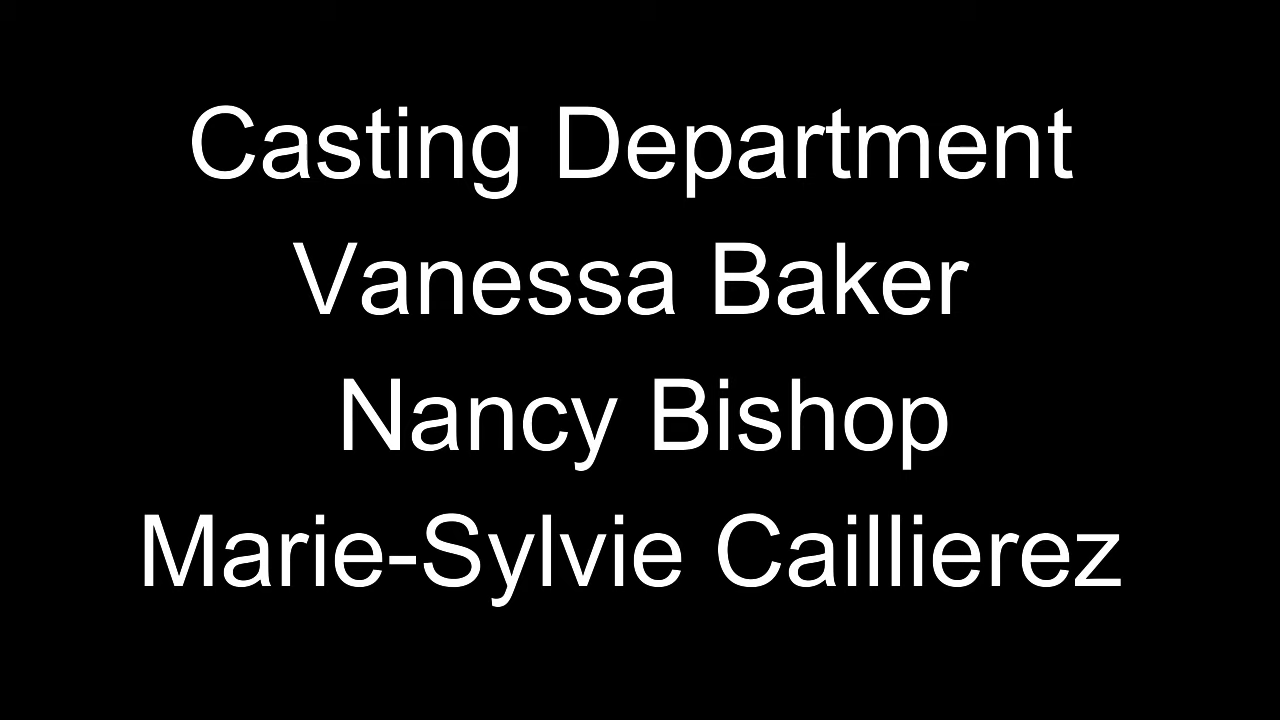 Casting Department
Vanessa Baker
Nancy Bishop
Marie-Sylvie Caillierez